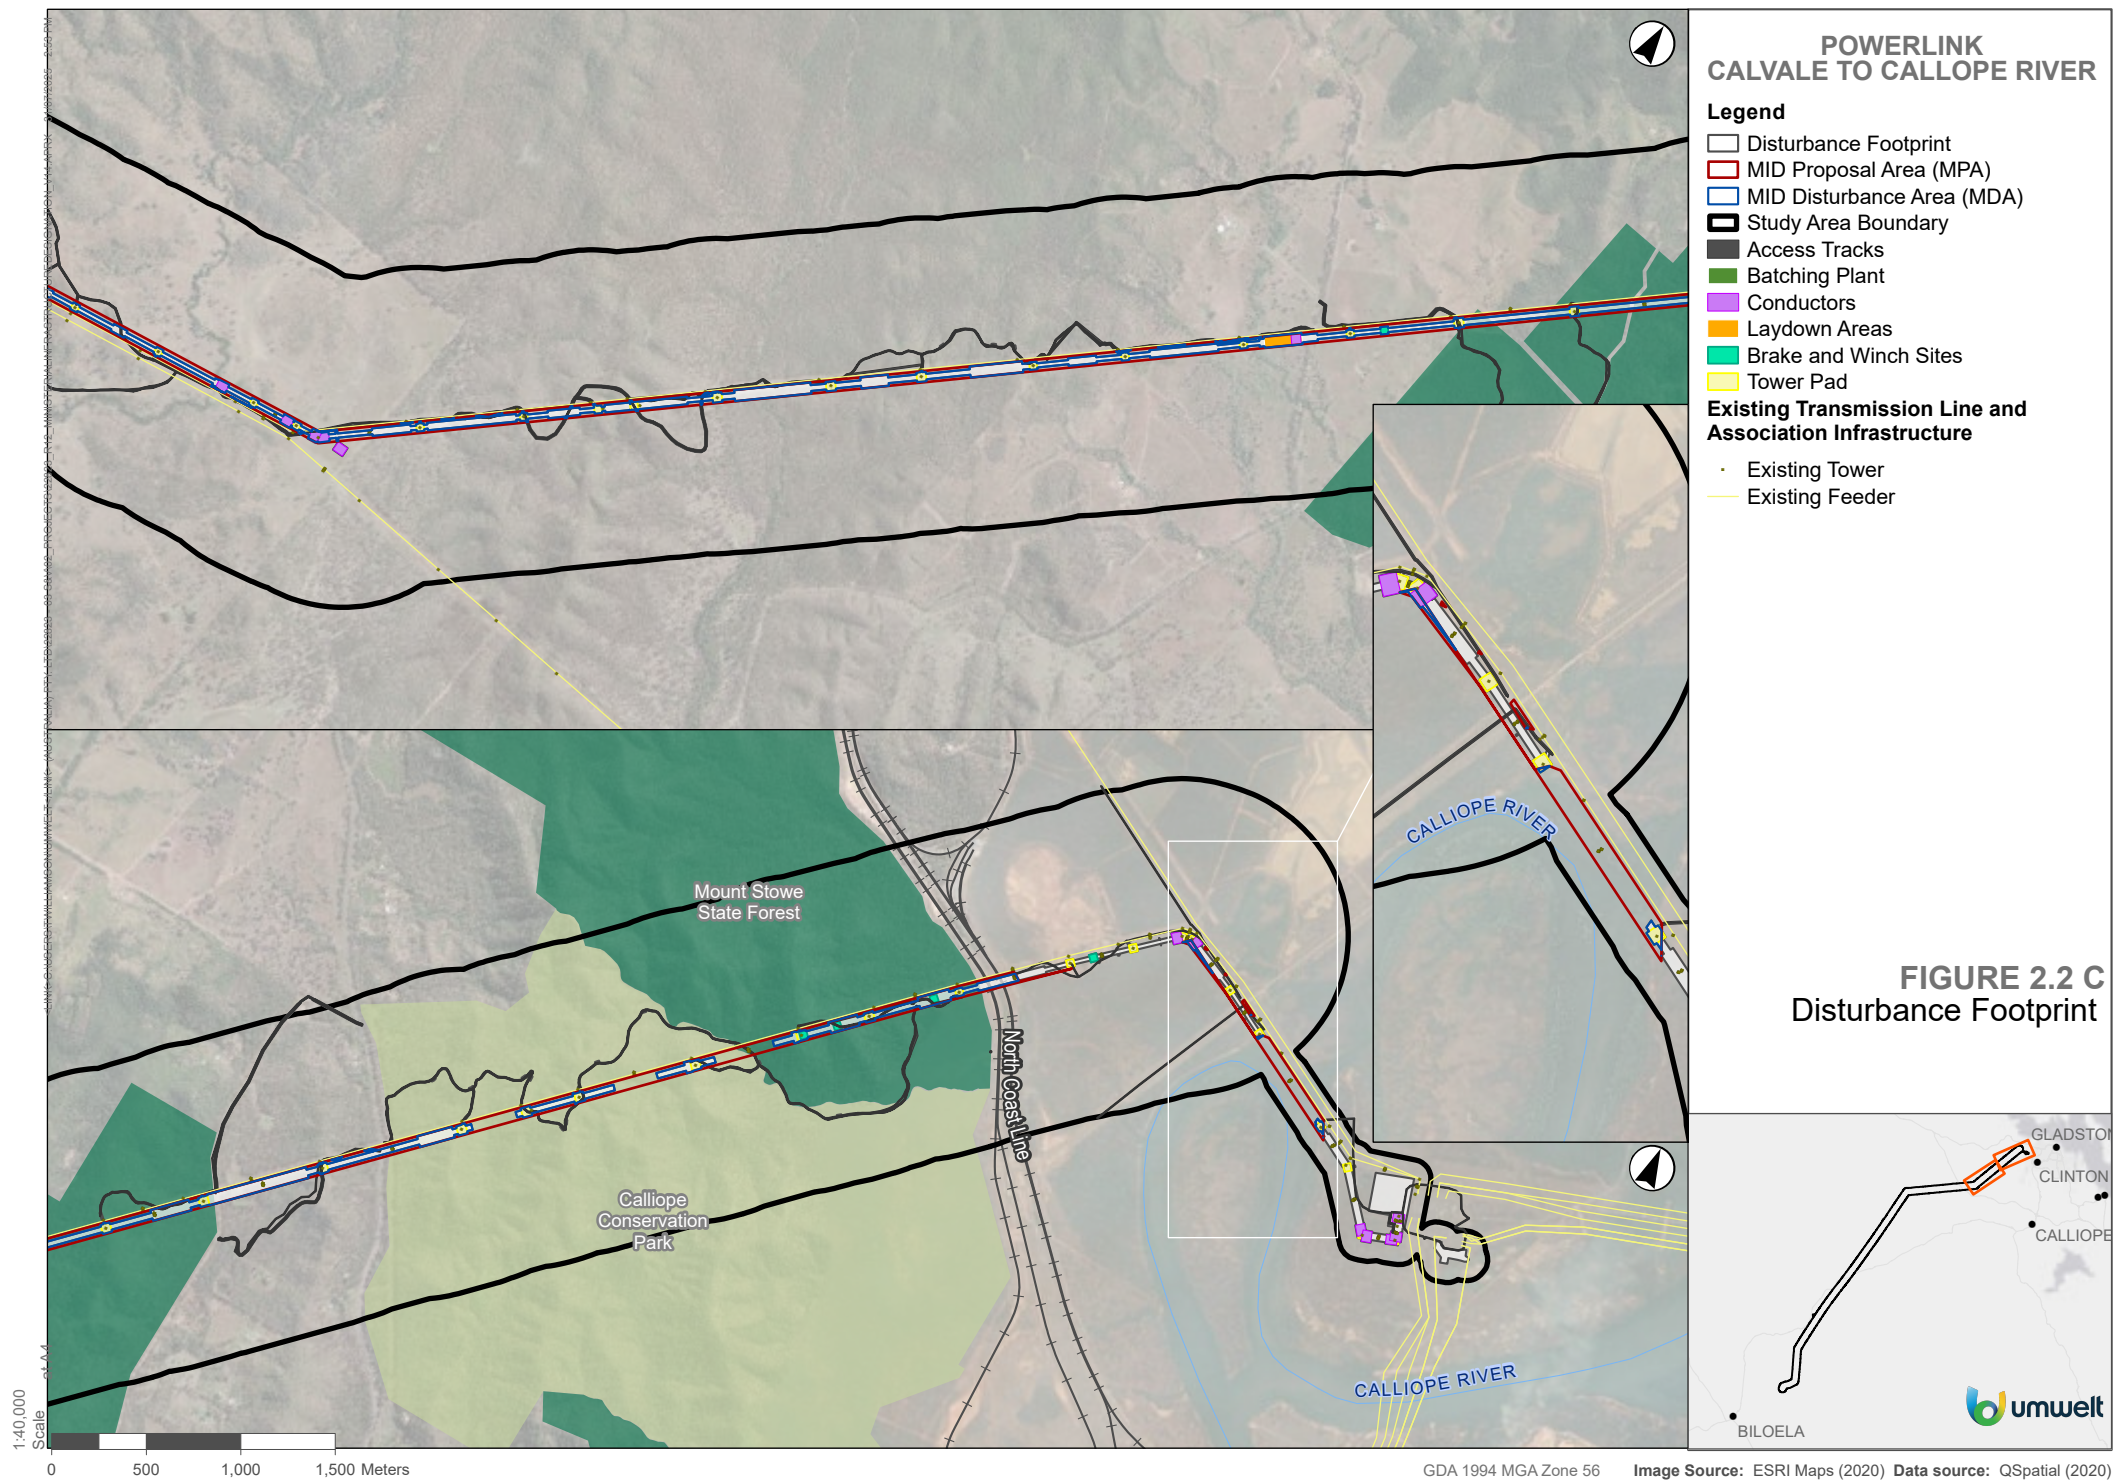 POWERLINK
CALVALE TO CALLOPE RIVER
Legend
Disturbance Footprint
MID Proposal Area (MPA)
MID Disturbance Area (MDA)
Study Area Boundary
Access Tracks
Batching Plant
Conductors
Laydown Areas
Brake and Winch Sites
Tower Pad
Existing Transmission Line and
Association Infrastructure
Existing Tower
Existing Feeder
CALLIOPE RIVER
Mount Stowe
State Forest
North Coast Line
Calliope
Conservation
Park
CALLIOPE RIVER
FIGURE 2.2 C
Disturbance Footprint
GLADSTON
CLINTON
CALLIOPE
BILOELA
umwelt
1:40,000
Scale
0 500 1,000 1,500 Meters
GDA 1994 MGA Zone 56 Image Source: ESRI Maps (2020) Data source: QSpatial (2020)